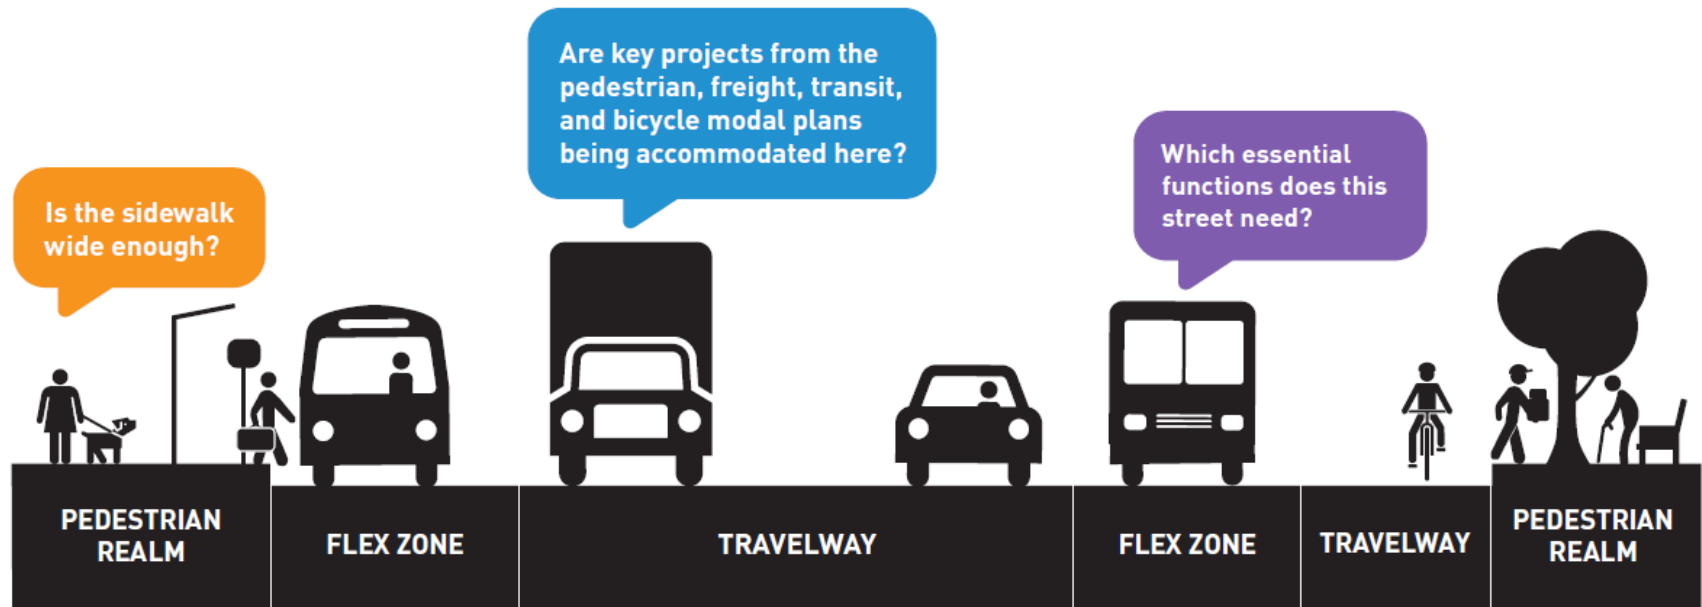 Are key projects from the
pedestrian, freight, transit,
and bicycle modal plans
being accommodated here?
Which essential
functions does this
street need?
Is the sidewalk
wide enough?
PEDESTRIAN
REALM
FLEX ZONE
TRAVELWAY
FLEX ZONE
TRAVELWAY
PEDESTRIAN
REALM